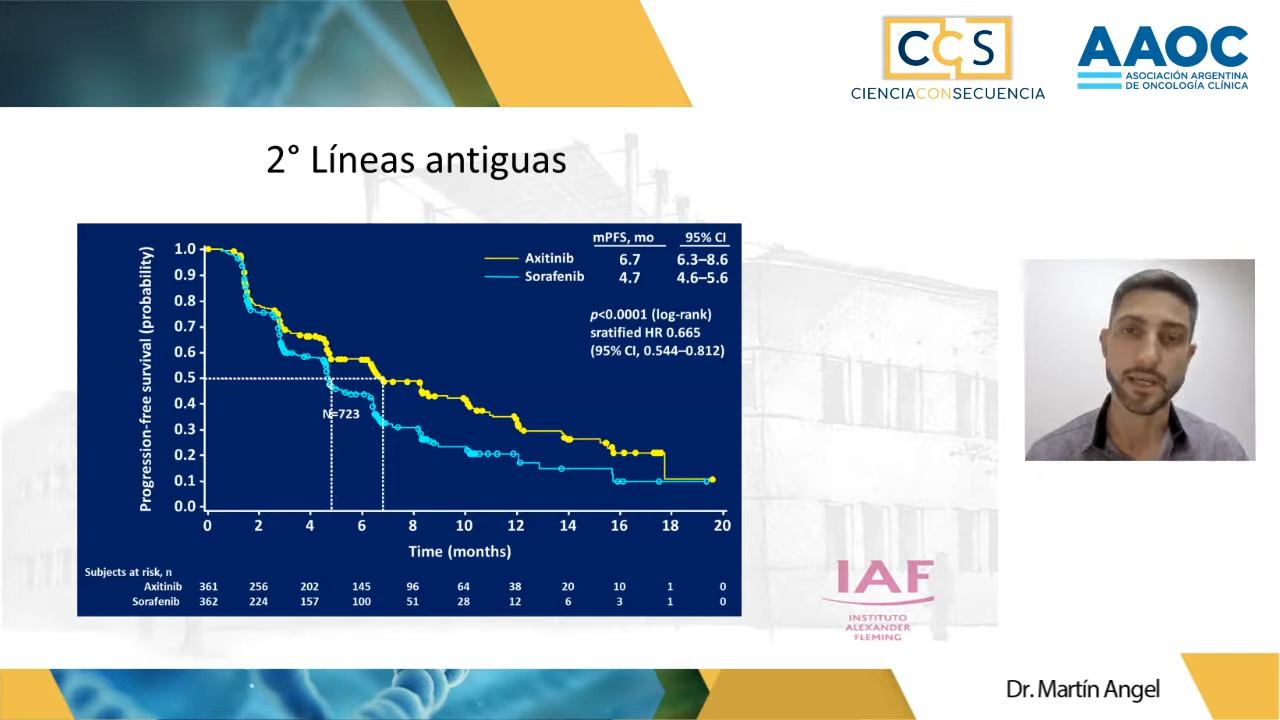 CCS
CIENCIACONSECUENCIA
AAOC
ASOCIACIÓN ARGENTINA
DE ONCOLOGÍA CLÍNICA
2° Líneas antiguas
mPFS, mo 95% CI
Axitinib 6.7 6.3–8.6
Sorafenib 4.7 4.6–5.6
p<0.0001 (log-rank)
sratified HR 0.665
(95% CI, 0.544–0.812)
Progression-free survival (probability)
1.0
0.9
0.8
0.7
0.6
0.5
0.4
0.3
0.2
0.1
0.0
N=723
0 2 4 6 8 10 12 14 16 18 20
Time (months)
Subjects at risk, n
Axitinib 361 256 202 145 96 64 38 20 10 1 0
Sorafenib 362 224 157 100 51 28 12 6 3 1 0
IAF
INSTITUTO
ALEXANDER
FLEMING
Dr. Martín Angel